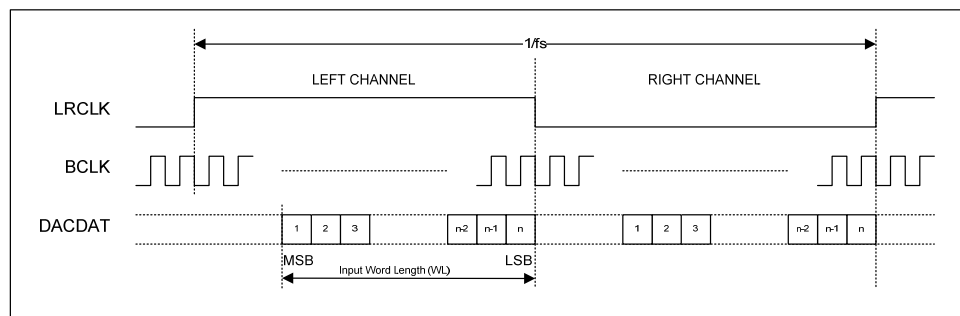 1/fs
LEFT CHANNEL RIGHT CHANNEL
LRCLK
BCLK
DACDAT
1 2 3 n-2 n-1 n 1 2 3 n-2 n-1 n
MSB LSB
Input Word Length (WL)